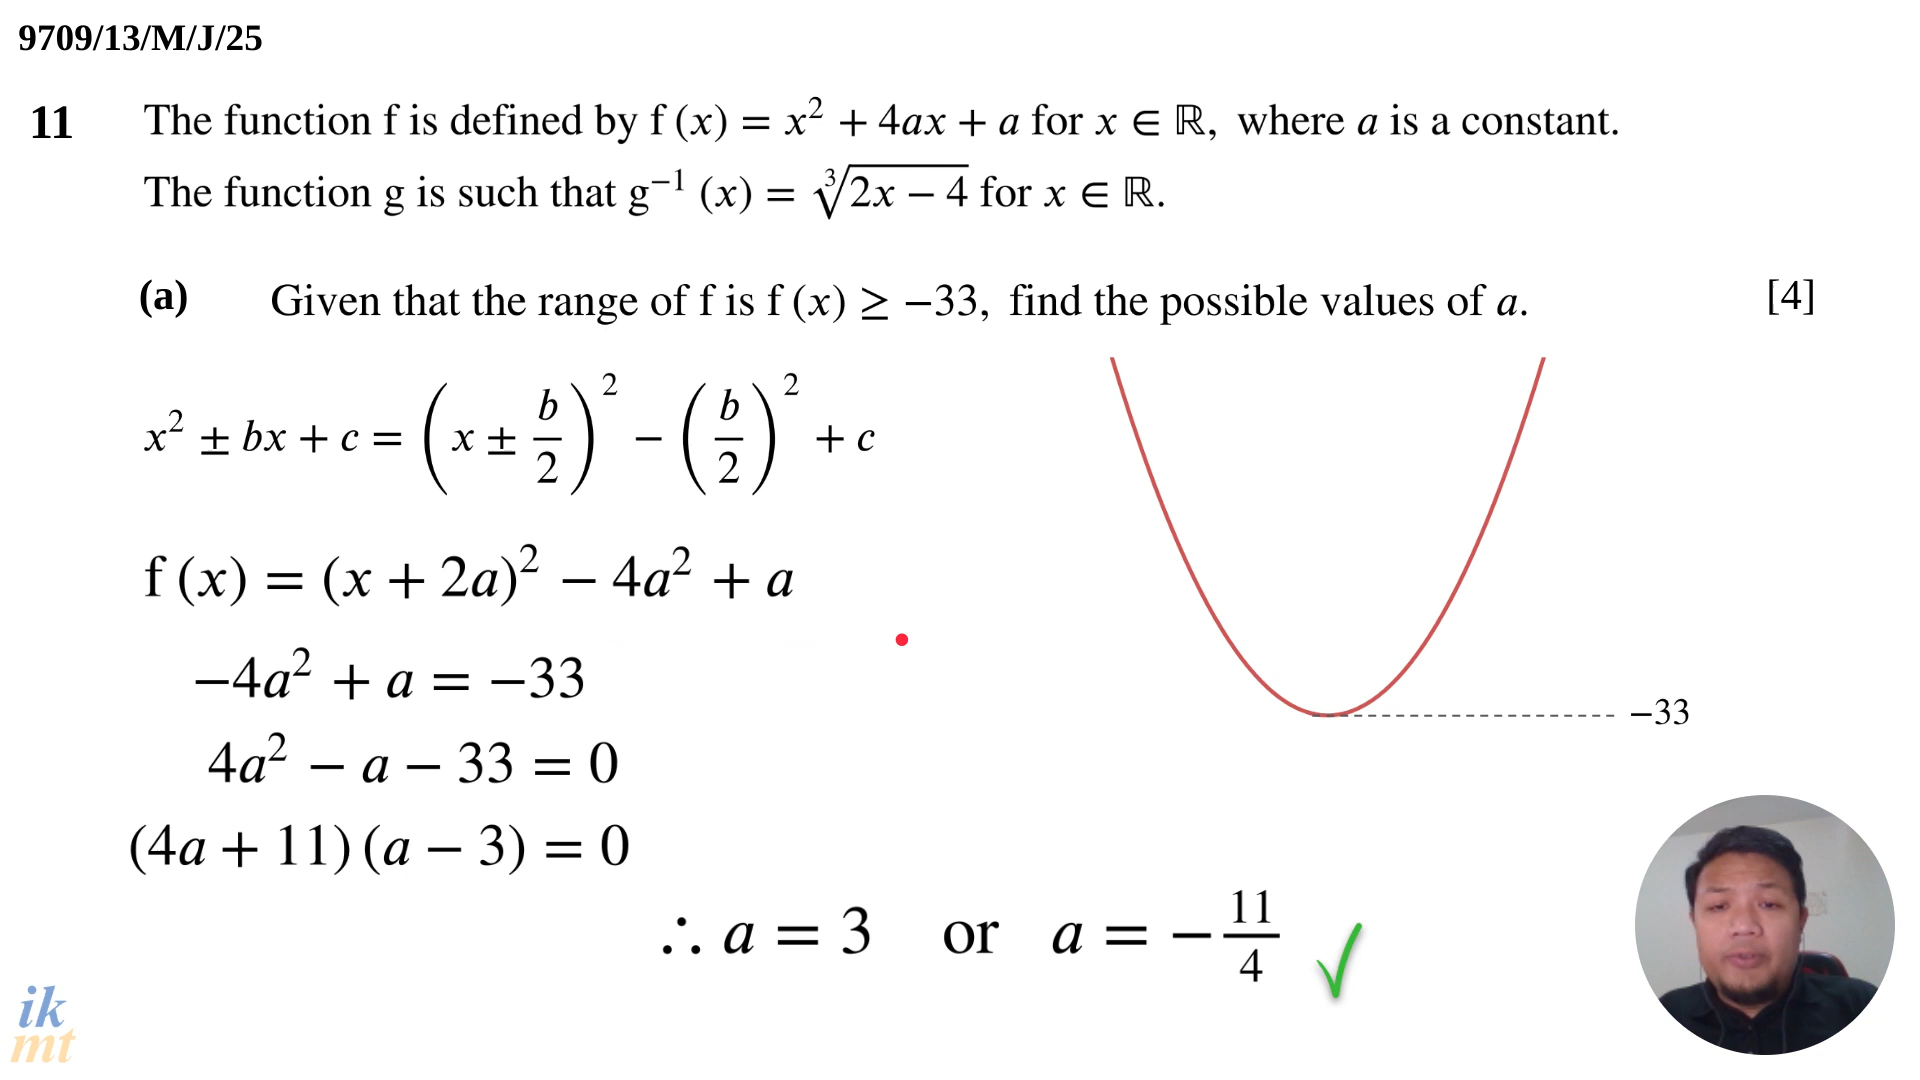 9709/13/M/J/25
11 The function f is defined by f (x) = x² + 4ax + a for x ∈ ℝ, where a is a constant.
The function g is such that g⁻¹ (x) = ∛(2x − 4) for x ∈ ℝ.
(a) Given that the range of f is f (x) ≥ −33, find the possible values of a. [4]
x² ± bx + c = (x ± b/2)² − (b/2)² + c
f (x) = (x + 2a)² − 4a² + a
−4a² + a = −33
−33
4a² − a − 33 = 0
(4a + 11) (a − 3) = 0
∴ a = 3 or a = −11/4
ik
mt